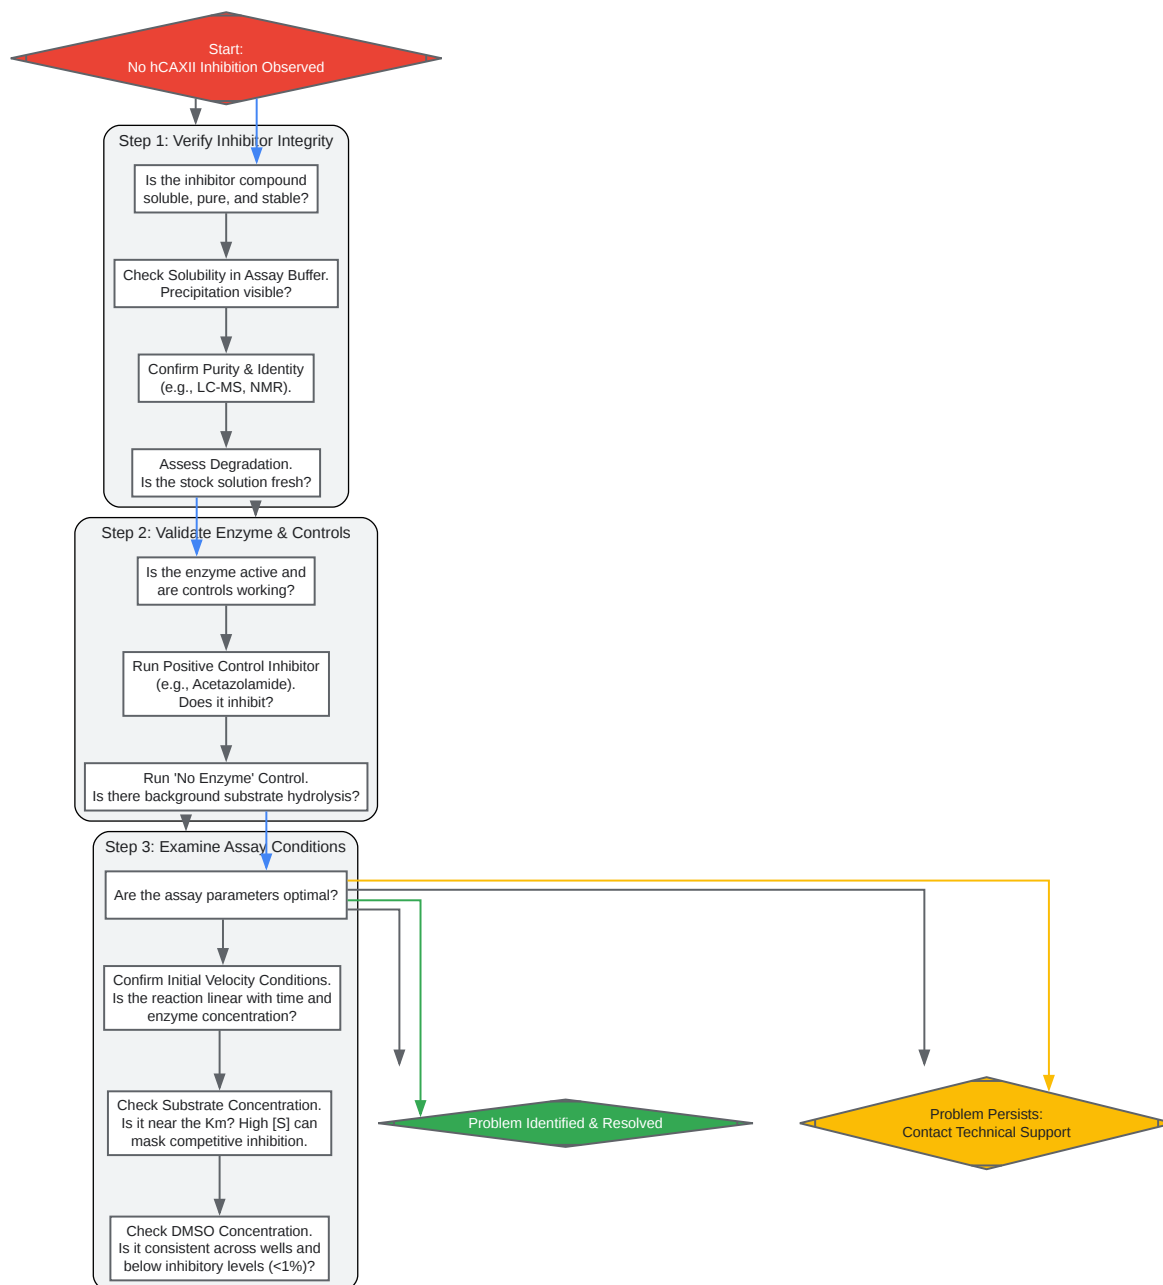 Start:
No hCAXII Inhibition Observed
Step 1: Verify Inhibitor Integrity
Is the inhibitor compound
soluble, pure, and stable?
Check Solubility in Assay Buffer.
Precipitation visible?
Confirm Purity & Identity
(e.g., LC-MS, NMR).
Assess Degradation.
Is the stock solution fresh?
Step 2: Validate Enzyme & Controls
Is the enzyme active and
are controls working?
Run Positive Control Inhibitor
(e.g., Acetazolamide).
Does it inhibit?
Run 'No Enzyme' Control.
Is there background substrate hydrolysis?
Step 3: Examine Assay Conditions
Are the assay parameters optimal?
Confirm Initial Velocity Conditions.
Is the reaction linear with time and
enzyme concentration?
Check Substrate Concentration.
Is it near the Km? High [S] can
mask competitive inhibition.
Check DMSO Concentration.
Is it consistent across wells and
below inhibitory levels (<1%)?
Problem Identified & Resolved
Problem Persists:
Contact Technical Support